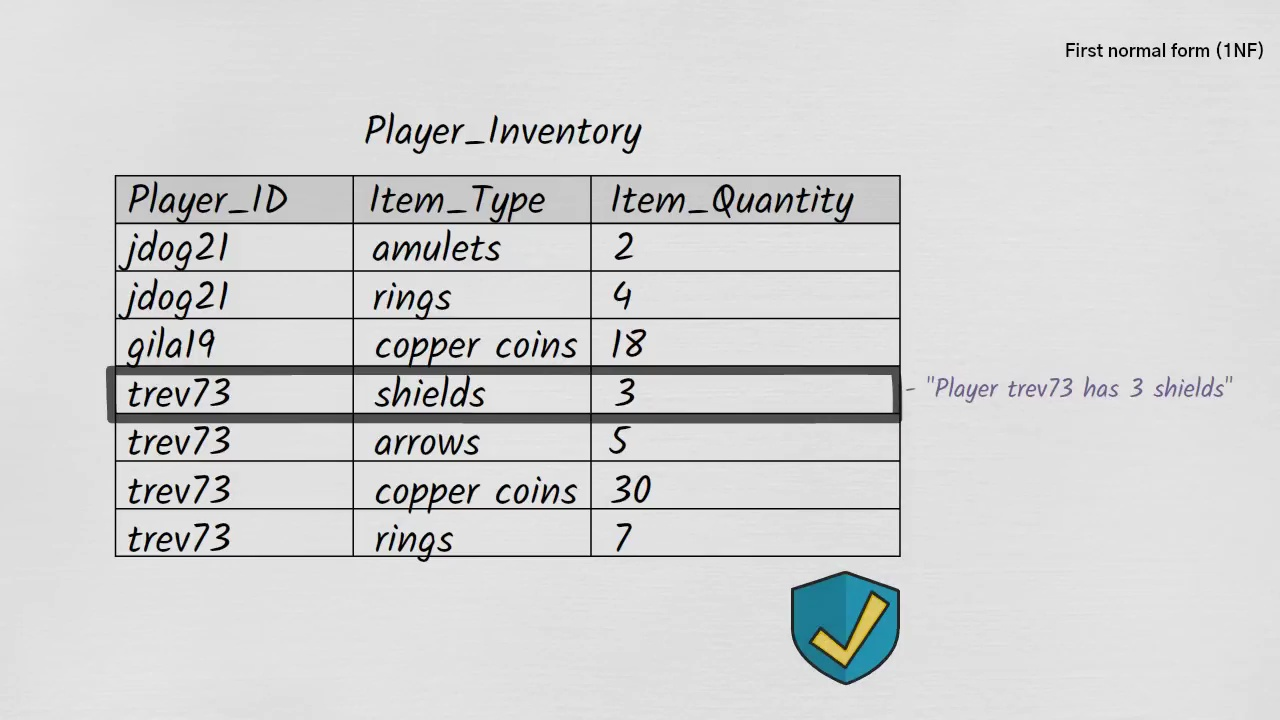 First normal form (1NF)
Player_Inventory
Player_ID Item_Type Item_Quantity
jdog21 amulets 2
jdog21 rings 4
gila19 copper coins 18
trev73 shields 3 - "Player trev73 has 3 shields"
trev73 arrows 5
trev73 copper coins 30
trev73 rings 7